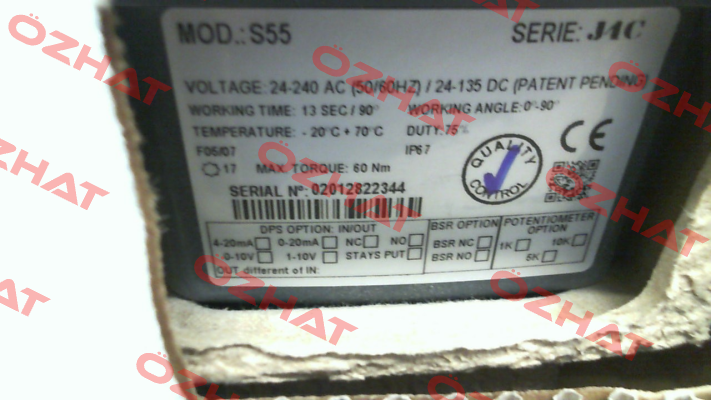 MOD.: S55 SERIE: J4C
VOLTAGE: 24-240 AC (50/60HZ) / 24-135 DC (PATENT PENDING)
WORKING TIME: 13 SEC / 90° WORKING ANGLE: 0°-90°
TEMPERATURE: - 20°C + 70°C DUTY: 75%
F05/07 IP67
17 MAX TORQUE: 60 Nm
QUALITY CONTROL
CE
SERIAL Nº: 02012822344
DPS OPTION: IN/OUT
4-20mA 0-20mA NC NO
0-10V 1-10V STAYS PUT
OUT different of IN:
BSR OPTION
BSR NC
BSR NO
POTENTIOMETER
OPTION
1K 10K
5K
ÖZHAT
ÖZHAT
ÖZHAT
ÖZHAT
ÖZHAT
ÖZHAT
ÖZHAT
ÖZHAT
ÖZHAT
ÖZHAT